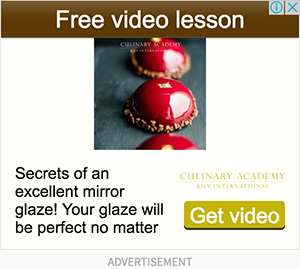 Free video lesson
CULINARY ACADEMY
KIEV INTERNATIONAL
Secrets of an
excellent mirror
glaze! Your glaze will
be perfect no matter
CULINARY ACADEMY
KIEV INTERNATIONAL
Get video
ADVERTISEMENT